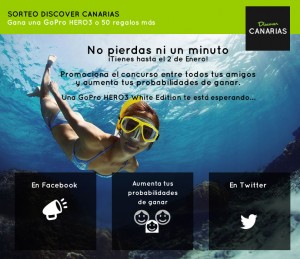 SORTEO DISCOVER CANARIAS
Gana una GoPro HERO3 o 50 regalos más
Discover
CANARIAS
No pierdas ni un minuto
¡Tienes hasta el 2 de Enero!
Promociona el concurso entre todos tus amigos
y aumenta tus probabilidades de ganar.
Una GoPro HERO3 White Edition te está esperando...
En Facebook
Aumenta tus
probabilidades
de ganar
En Twitter